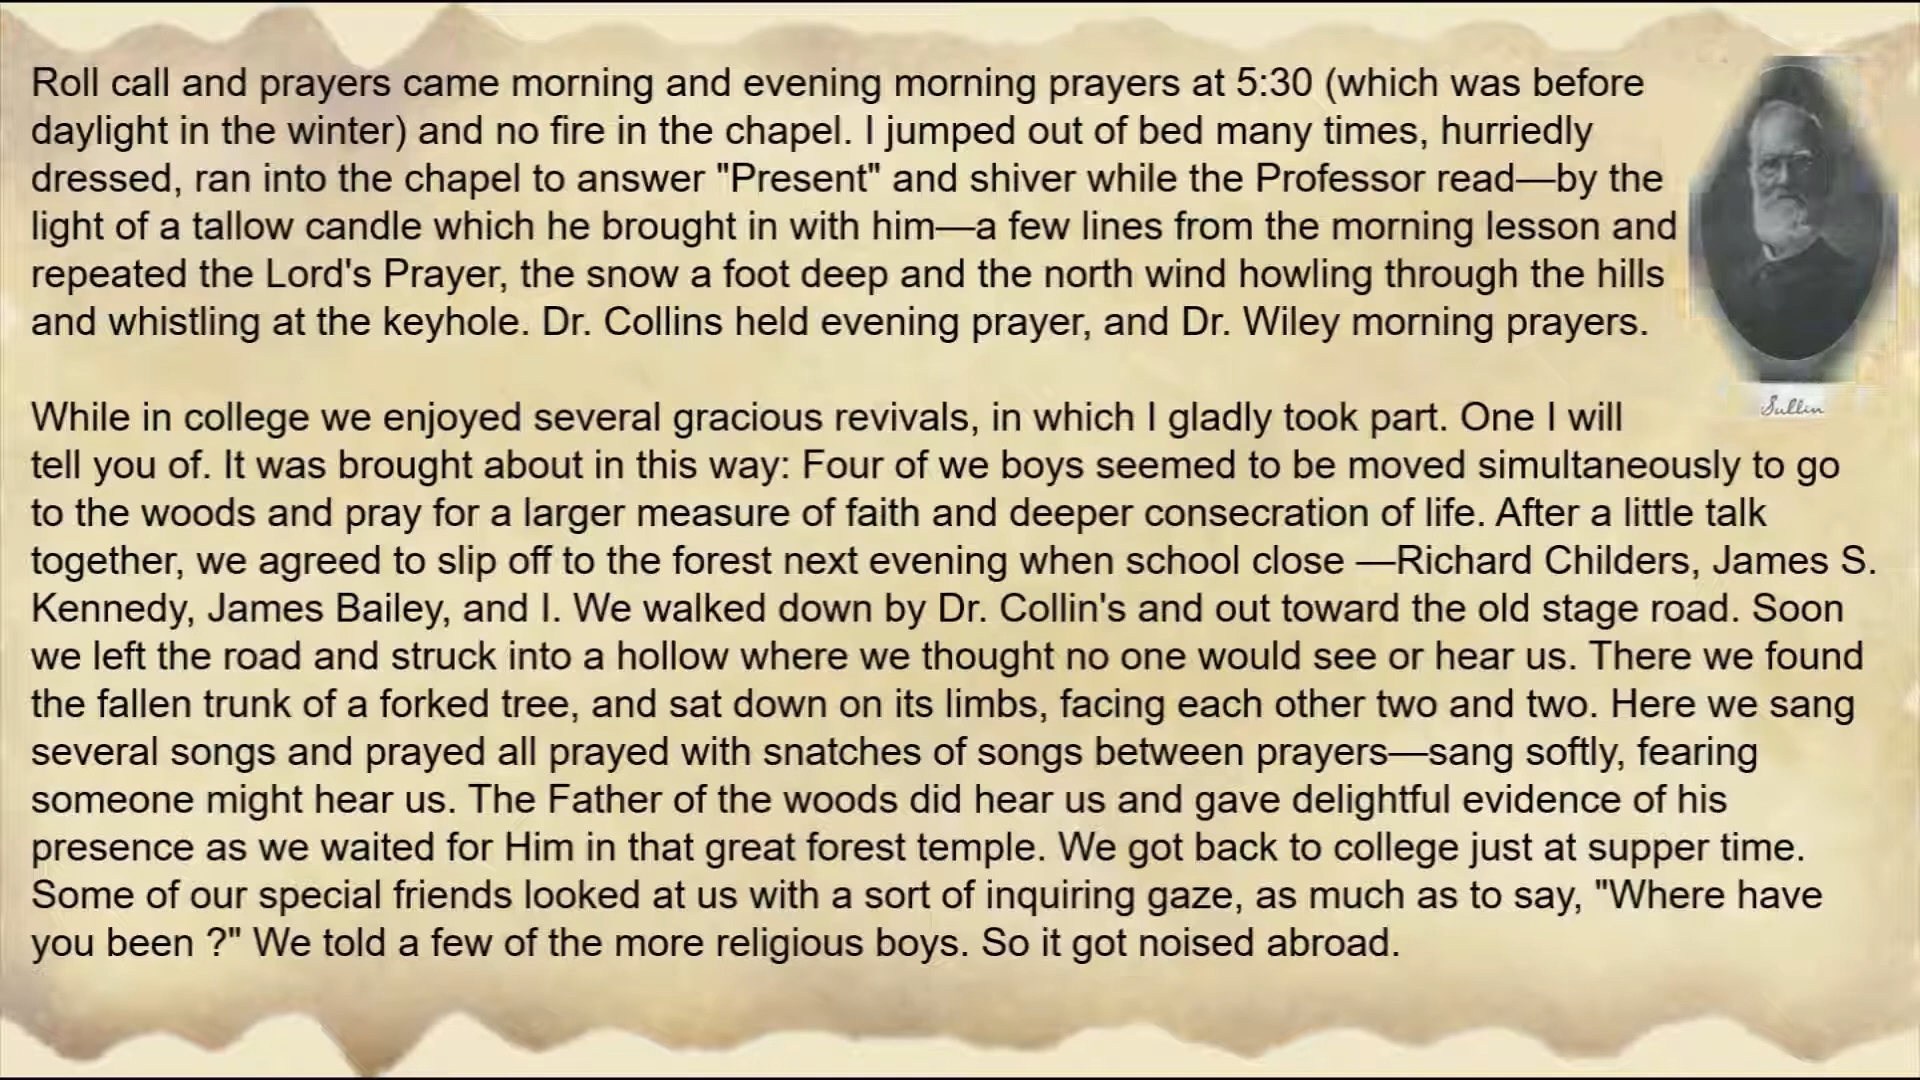 Roll call and prayers came morning and evening morning prayers at 5:30 (which was before
daylight in the winter) and no fire in the chapel. I jumped out of bed many times, hurriedly
dressed, ran into the chapel to answer "Present" and shiver while the Professor read—by the
light of a tallow candle which he brought in with him—a few lines from the morning lesson and
repeated the Lord's Prayer, the snow a foot deep and the north wind howling through the hills
and whistling at the keyhole. Dr. Collins held evening prayer, and Dr. Wiley morning prayers.
Sullin
While in college we enjoyed several gracious revivals, in which I gladly took part. One I will
tell you of. It was brought about in this way: Four of we boys seemed to be moved simultaneously to go
to the woods and pray for a larger measure of faith and deeper consecration of life. After a little talk
together, we agreed to slip off to the forest next evening when school close —Richard Childers, James S.
Kennedy, James Bailey, and I. We walked down by Dr. Collin's and out toward the old stage road. Soon
we left the road and struck into a hollow where we thought no one would see or hear us. There we found
the fallen trunk of a forked tree, and sat down on its limbs, facing each other two and two. Here we sang
several songs and prayed all prayed with snatches of songs between prayers—sang softly, fearing
someone might hear us. The Father of the woods did hear us and gave delightful evidence of his
presence as we waited for Him in that great forest temple. We got back to college just at supper time.
Some of our special friends looked at us with a sort of inquiring gaze, as much as to say, "Where have
you been ?" We told a few of the more religious boys. So it got noised abroad.